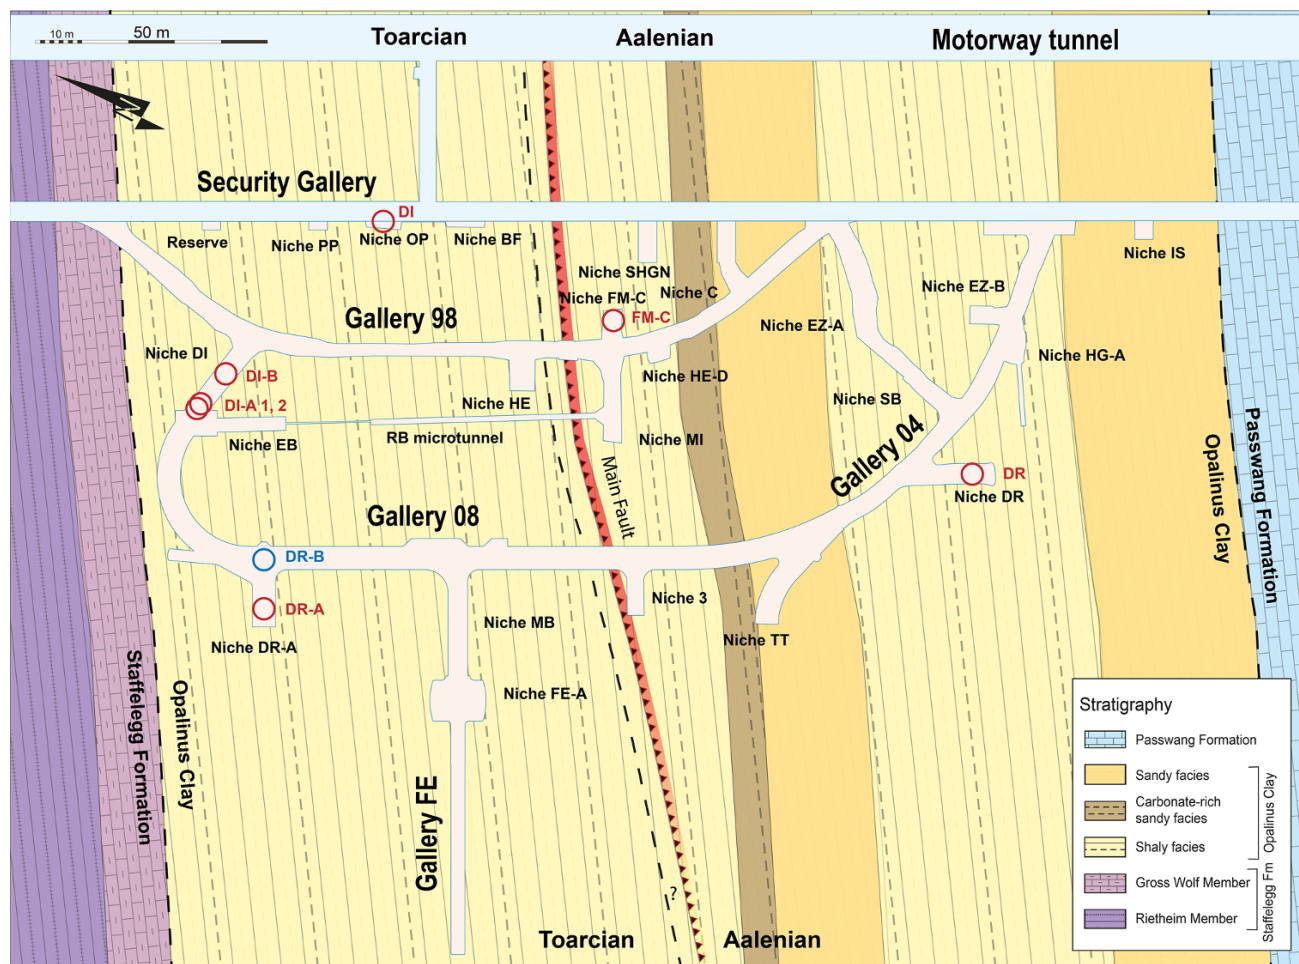 10 m
50 m
Toarcian
Aalenian
Motorway tunnel
N
Security Gallery
DI
Reserve
Niche PP
Niche OP
Niche BF
Niche SHGN
Niche IS
Niche FM-C
Niche C
Niche EZ-B
FM-C
Gallery 98
Niche EZ-A
Niche DI
Niche HG-A
DI-B
Niche HE-D
DI-A 1, 2
Niche HE
Niche SB
Niche EB
RB microtunnel
Niche MI
Main Fault
Gallery 04
DR
Niche DR
Opalinus Clay
Passwang Formation
Gallery 08
DR-B
DR-A
Niche 3
Niche MB
Niche DR-A
Niche TT
Niche FE-A
Staffelegg Formation
Opalinus Clay
Gallery FE
?
Toarcian
Aalenian
Stratigraphy
Passwang Formation
Sandy facies
Carbonate-rich
sandy facies
Shaly facies
Opalinus Clay
Gross Wolf Member
Rietheim Member
Staffelegg Fm